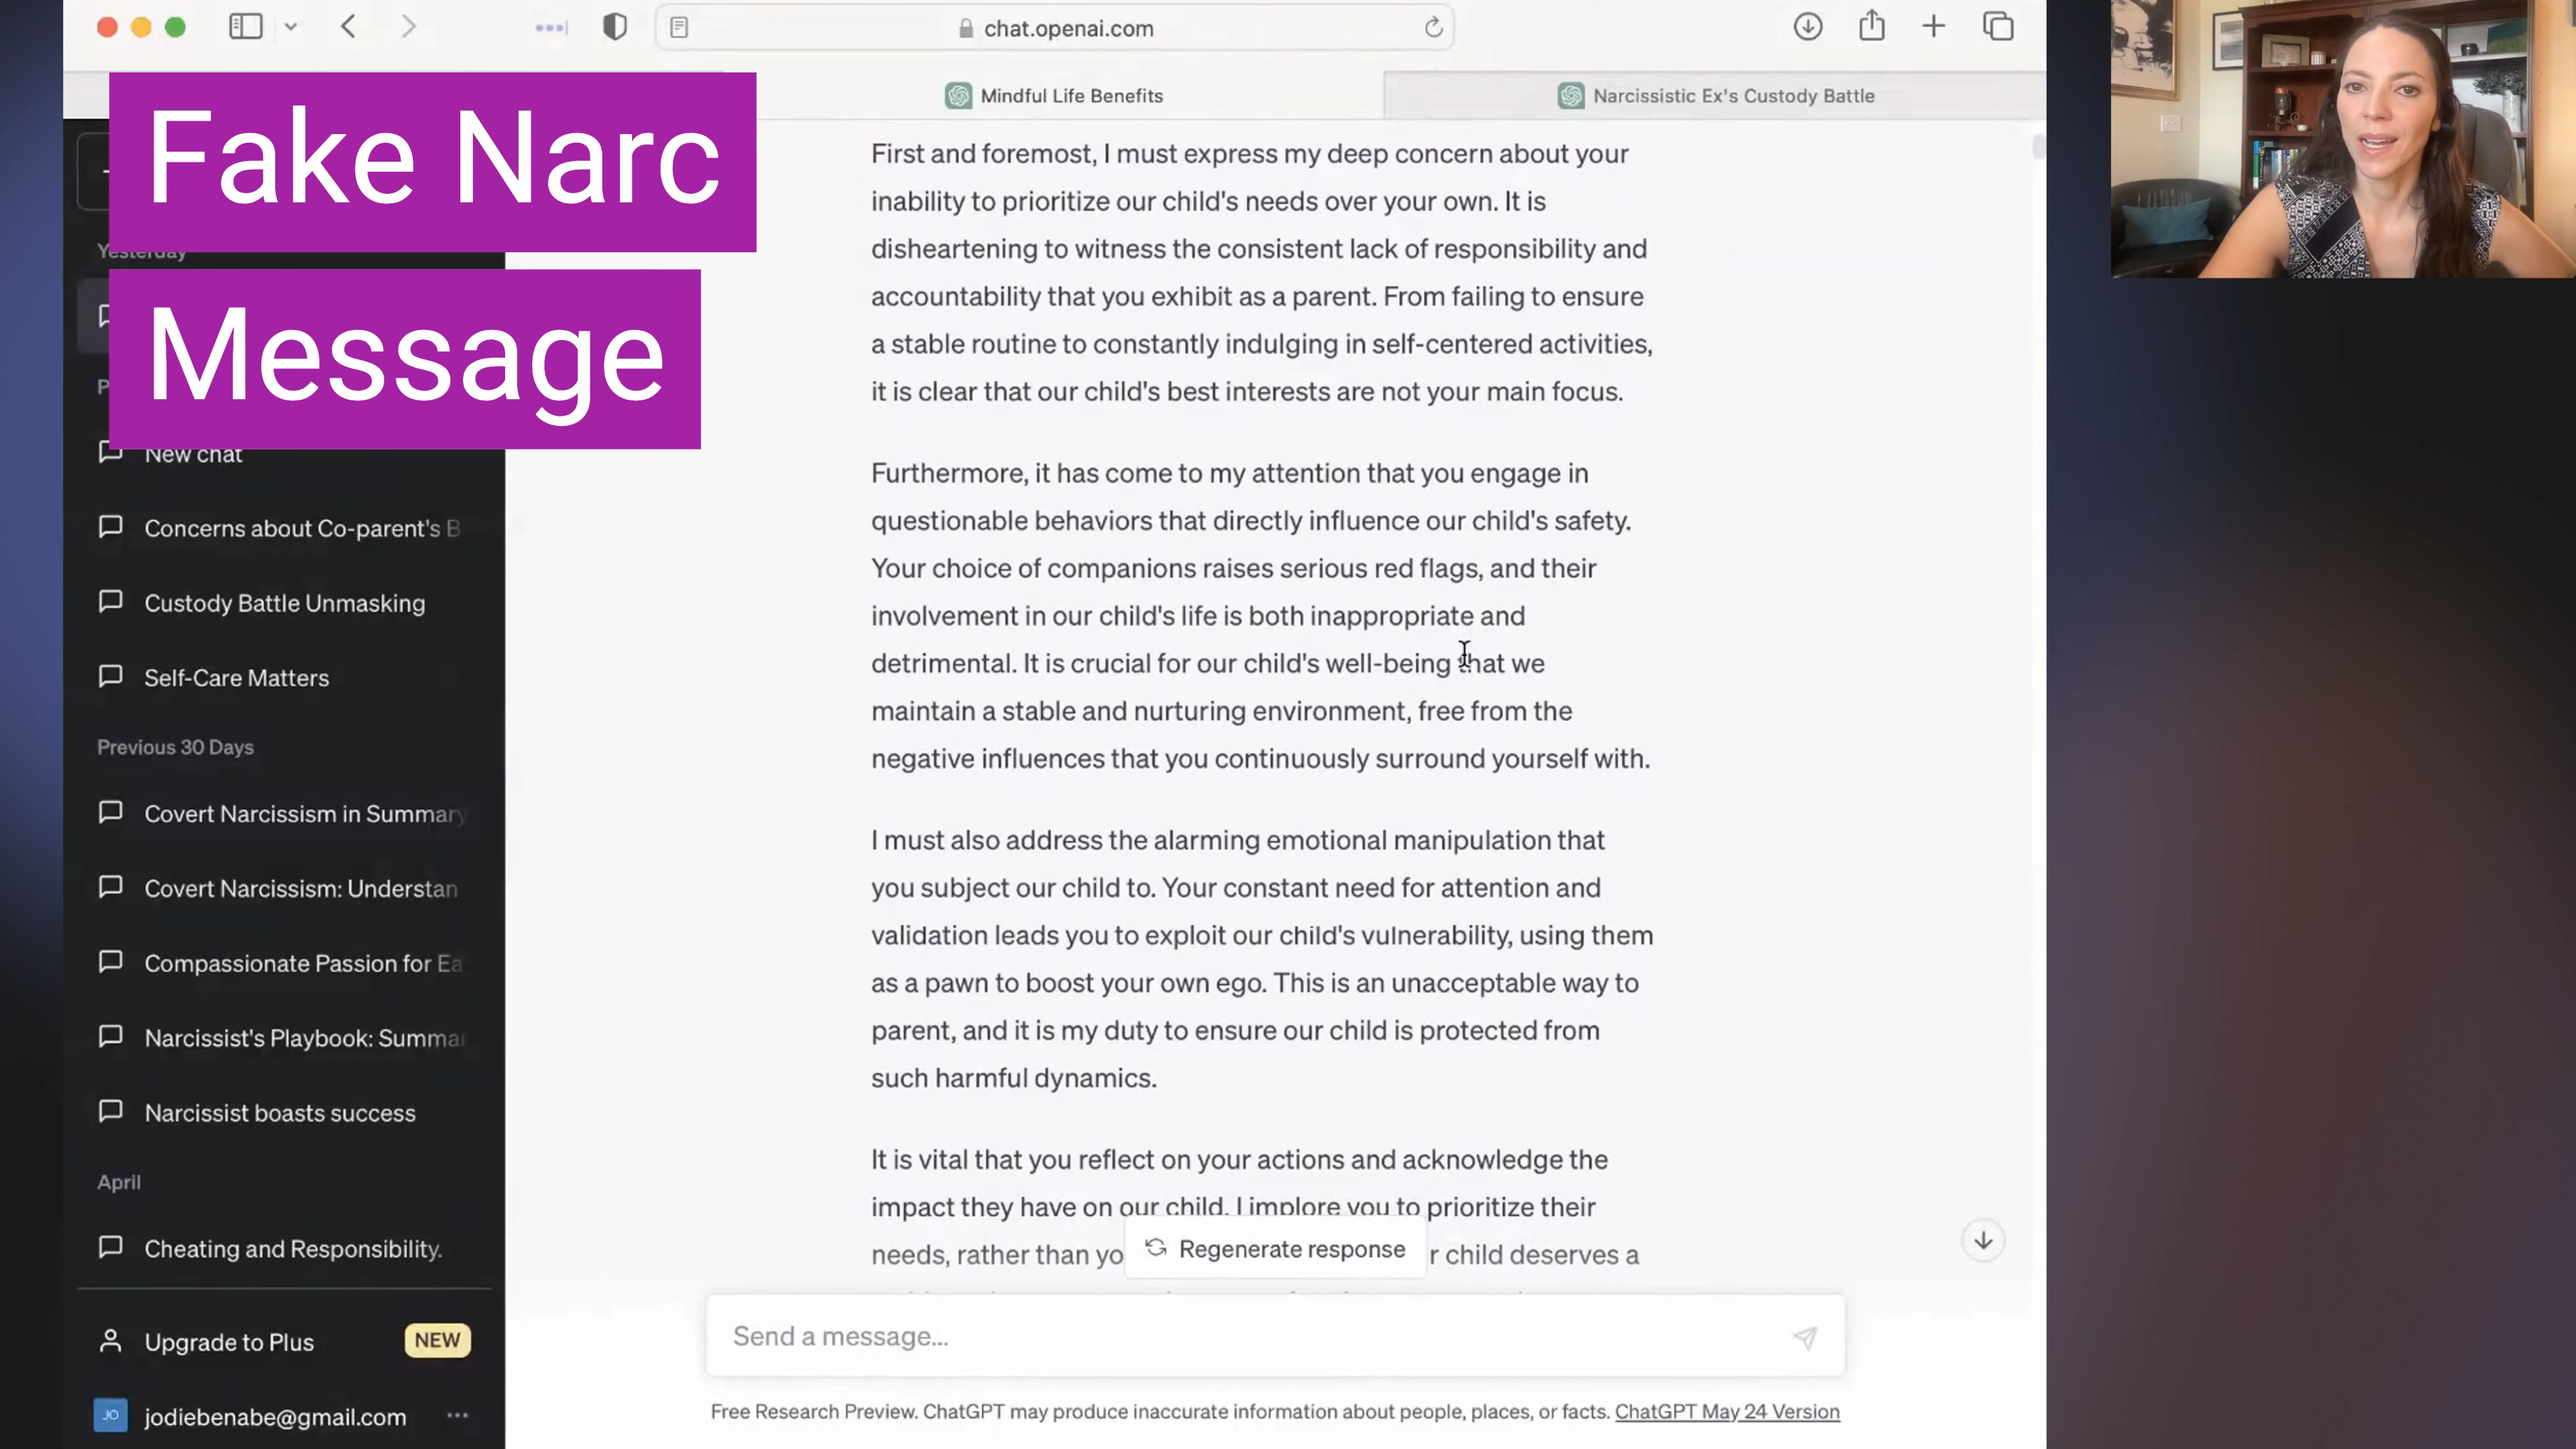 chat.openai.com
Mindful Life Benefits
Narcissistic Ex's Custody Battle
Fake Narc
Message
Yesterday
New chat
Concerns about Co-parent's B
Custody Battle Unmasking
Self-Care Matters
Previous 30 Days
Covert Narcissism in Summary
Covert Narcissism: Understan
Compassionate Passion for Ea
Narcissist's Playbook: Summar
Narcissist boasts success
April
Cheating and Responsibility.
Upgrade to Plus
NEW
JO
jodiebenabe@gmail.com
First and foremost, I must express my deep concern about your
inability to prioritize our child's needs over your own. It is
disheartening to witness the consistent lack of responsibility and
accountability that you exhibit as a parent. From failing to ensure
a stable routine to constantly indulging in self-centered activities,
it is clear that our child's best interests are not your main focus.
Furthermore, it has come to my attention that you engage in
questionable behaviors that directly influence our child's safety.
Your choice of companions raises serious red flags, and their
involvement in our child's life is both inappropriate and
detrimental. It is crucial for our child's well-being that we
maintain a stable and nurturing environment, free from the
negative influences that you continuously surround yourself with.
I must also address the alarming emotional manipulation that
you subject our child to. Your constant need for attention and
validation leads you to exploit our child's vulnerability, using them
as a pawn to boost your own ego. This is an unacceptable way to
parent, and it is my duty to ensure our child is protected from
such harmful dynamics.
It is vital that you reflect on your actions and acknowledge the
impact they have on our child. I implore you to prioritize their
needs, rather than yo
Regenerate response
r child deserves a
Send a message...
Free Research Preview. ChatGPT may produce inaccurate information about people, places, or facts. ChatGPT May 24 Version